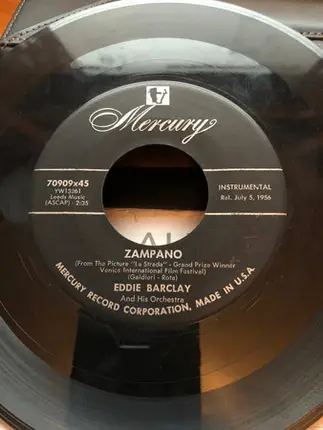 Mercury
70909x45
YW13261
Leeds Music
(ASCAP) - 2:35
INSTRUMENTAL
Rel. July 5, 1956
ZAMPANO
(From The Picture "La Strada" - Grand Prize Winner
Venice International Film Festival)
(Galdieri - Rota)
EDDIE BARCLAY
And His Orchestra
MERCURY RECORD CORPORATION, MADE IN U.S.A.